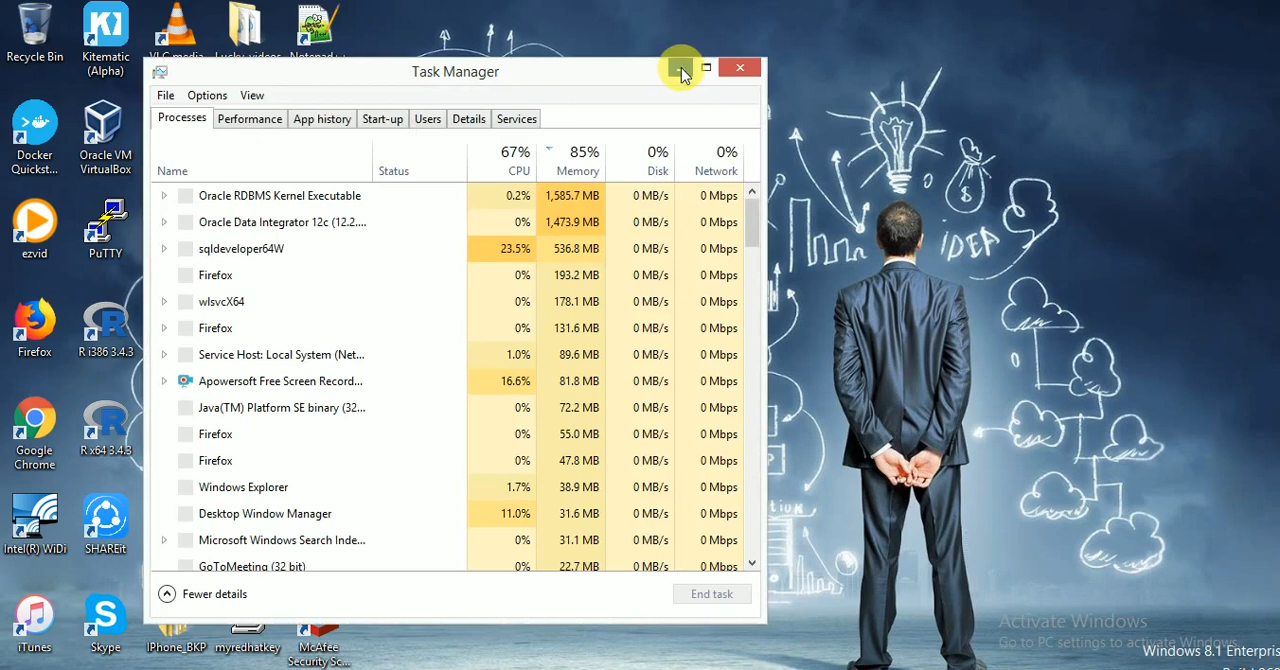 Recycle Bin
Kitematic
(Alpha)
VLC media
Lucky videos
Notepad++
Docker
Quickst...
Oracle VM
VirtualBox
ezvid
PuTTY
Firefox
R i386 3.4.3
Google
Chrome
R x64 3.4.3
Intel(R) WiDi
SHAREit
iTunes
Skype
IPhone_BKP
myredhatkey
McAfee
Security Sc...
Task Manager
File Options View
Processes Performance App history Start-up Users Details Services
67% 85% 0% 0%
Name Status CPU Memory Disk Network
Oracle RDBMS Kernel Executable 0.2% 1,585.7 MB 0 MB/s 0 Mbps
Oracle Data Integrator 12c (12.2.... 0% 1,473.9 MB 0 MB/s 0 Mbps
sqldeveloper64W 23.5% 536.8 MB 0 MB/s 0 Mbps
Firefox 0% 193.2 MB 0 MB/s 0 Mbps
wlsvcX64 0% 178.1 MB 0 MB/s 0 Mbps
Firefox 0% 131.6 MB 0 MB/s 0 Mbps
Service Host: Local System (Net... 1.0% 89.6 MB 0 MB/s 0 Mbps
Apowersoft Free Screen Record... 16.6% 81.8 MB 0 MB/s 0 Mbps
Java(TM) Platform SE binary (32... 0% 72.2 MB 0 MB/s 0 Mbps
Firefox 0% 55.0 MB 0 MB/s 0 Mbps
Firefox 0% 47.8 MB 0 MB/s 0 Mbps
Windows Explorer 1.7% 38.9 MB 0 MB/s 0 Mbps
Desktop Window Manager 11.0% 31.6 MB 0 MB/s 0 Mbps
Microsoft Windows Search Inde... 0% 31.1 MB 0 MB/s 0 Mbps
GoToMeeting (32 bit) 0% 22.7 MB 0 MB/s 0 Mbps
Fewer details End task
iDEA
Activate Windows
Go to PC settings to activate Windows.
Windows 8.1 Enterpris